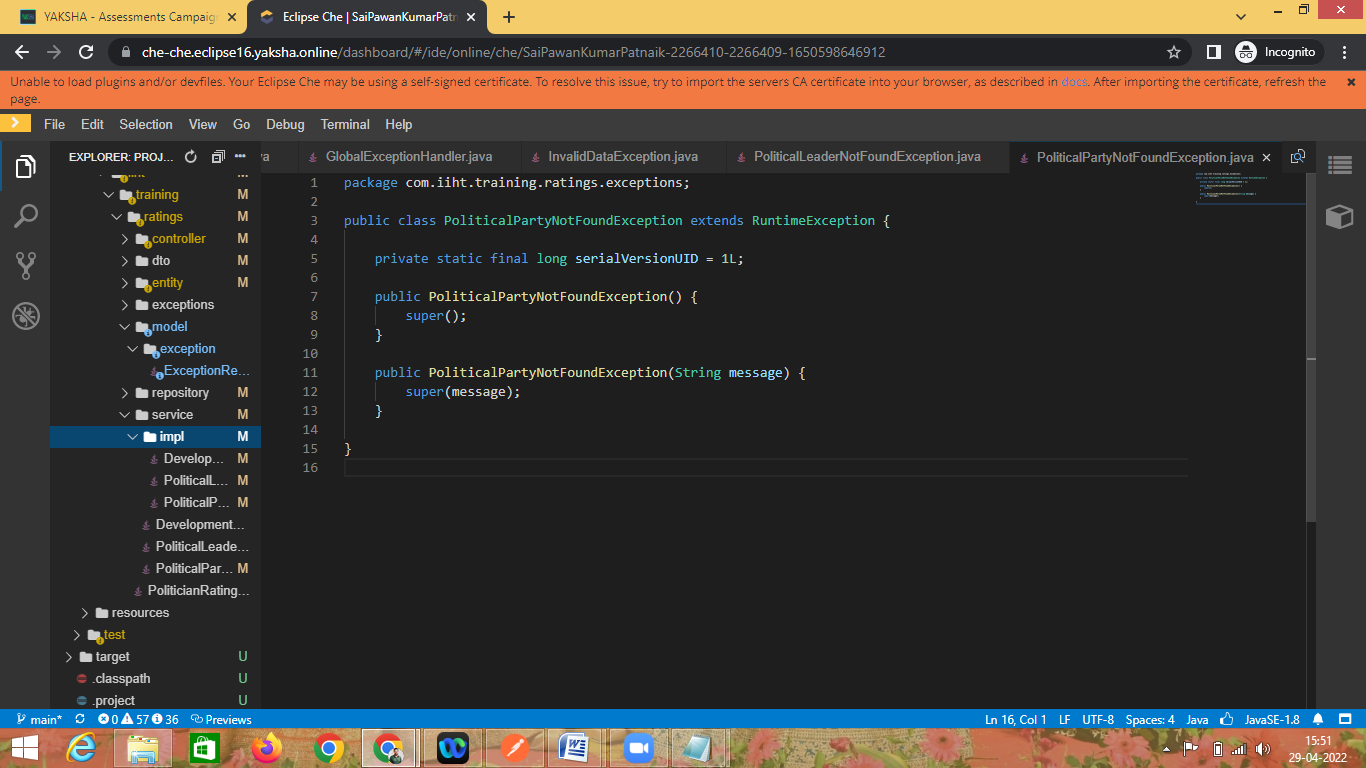 YAKSHA - Assessments Campaign
Eclipse Che | SaiPawanKumarPatn
che-che.eclipse16.yaksha.online/dashboard/#/ide/online/che/SaiPawanKumarPatnaik-2266410-2266409-1650598646912
Incognito
Unable to load plugins and/or devfiles. Your Eclipse Che may be using a self-signed certificate. To resolve this issue, try to import the servers CA certificate into your browser, as described in docs. After importing the certificate, refresh the
page.
File Edit Selection View Go Debug Terminal Help
EXPLORER: PROJ...
va GlobalExceptionHandler.java InvalidDataException.java PoliticalLeaderNotFoundException.java PoliticalPartyNotFoundException.java
training M
ratings M
controller M
dto M
entity M
exceptions
model
exception
ExceptionRe...
repository M
service M
impl M
Develop... M
PoliticalL... M
PoliticalP... M
Development...
PoliticalLeade...
PoliticalPar... M
PoliticianRating...
resources
test
target U
.classpath U
.project U
1 package com.iiht.training.ratings.exceptions;
2
3 public class PoliticalPartyNotFoundException extends RuntimeException {
4
5 private static final long serialVersionUID = 1L;
6
7 public PoliticalPartyNotFoundException() {
8 super();
9 }
10
11 public PoliticalPartyNotFoundException(String message) {
12 super(message);
13 }
14
15 }
16
main* 0 57 36 Previews Ln 16, Col 1 LF UTF-8 Spaces: 4 Java JavaSE-1.8
15:51
29-04-2022